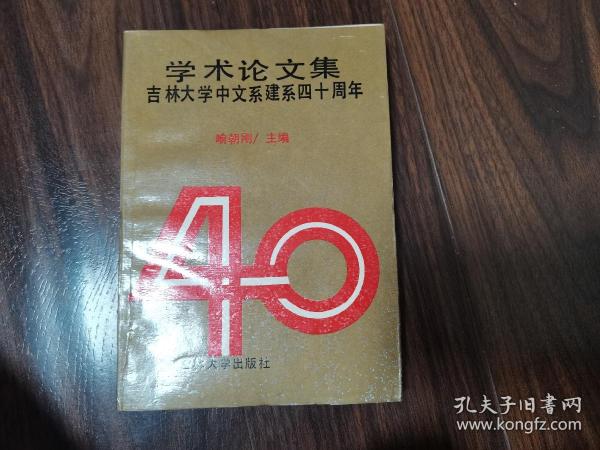 学术论文集
吉林大学中文系建系四十周年
喻朝刚/主编
40
大学出版社
孔夫子旧書网
www.kongfz.com